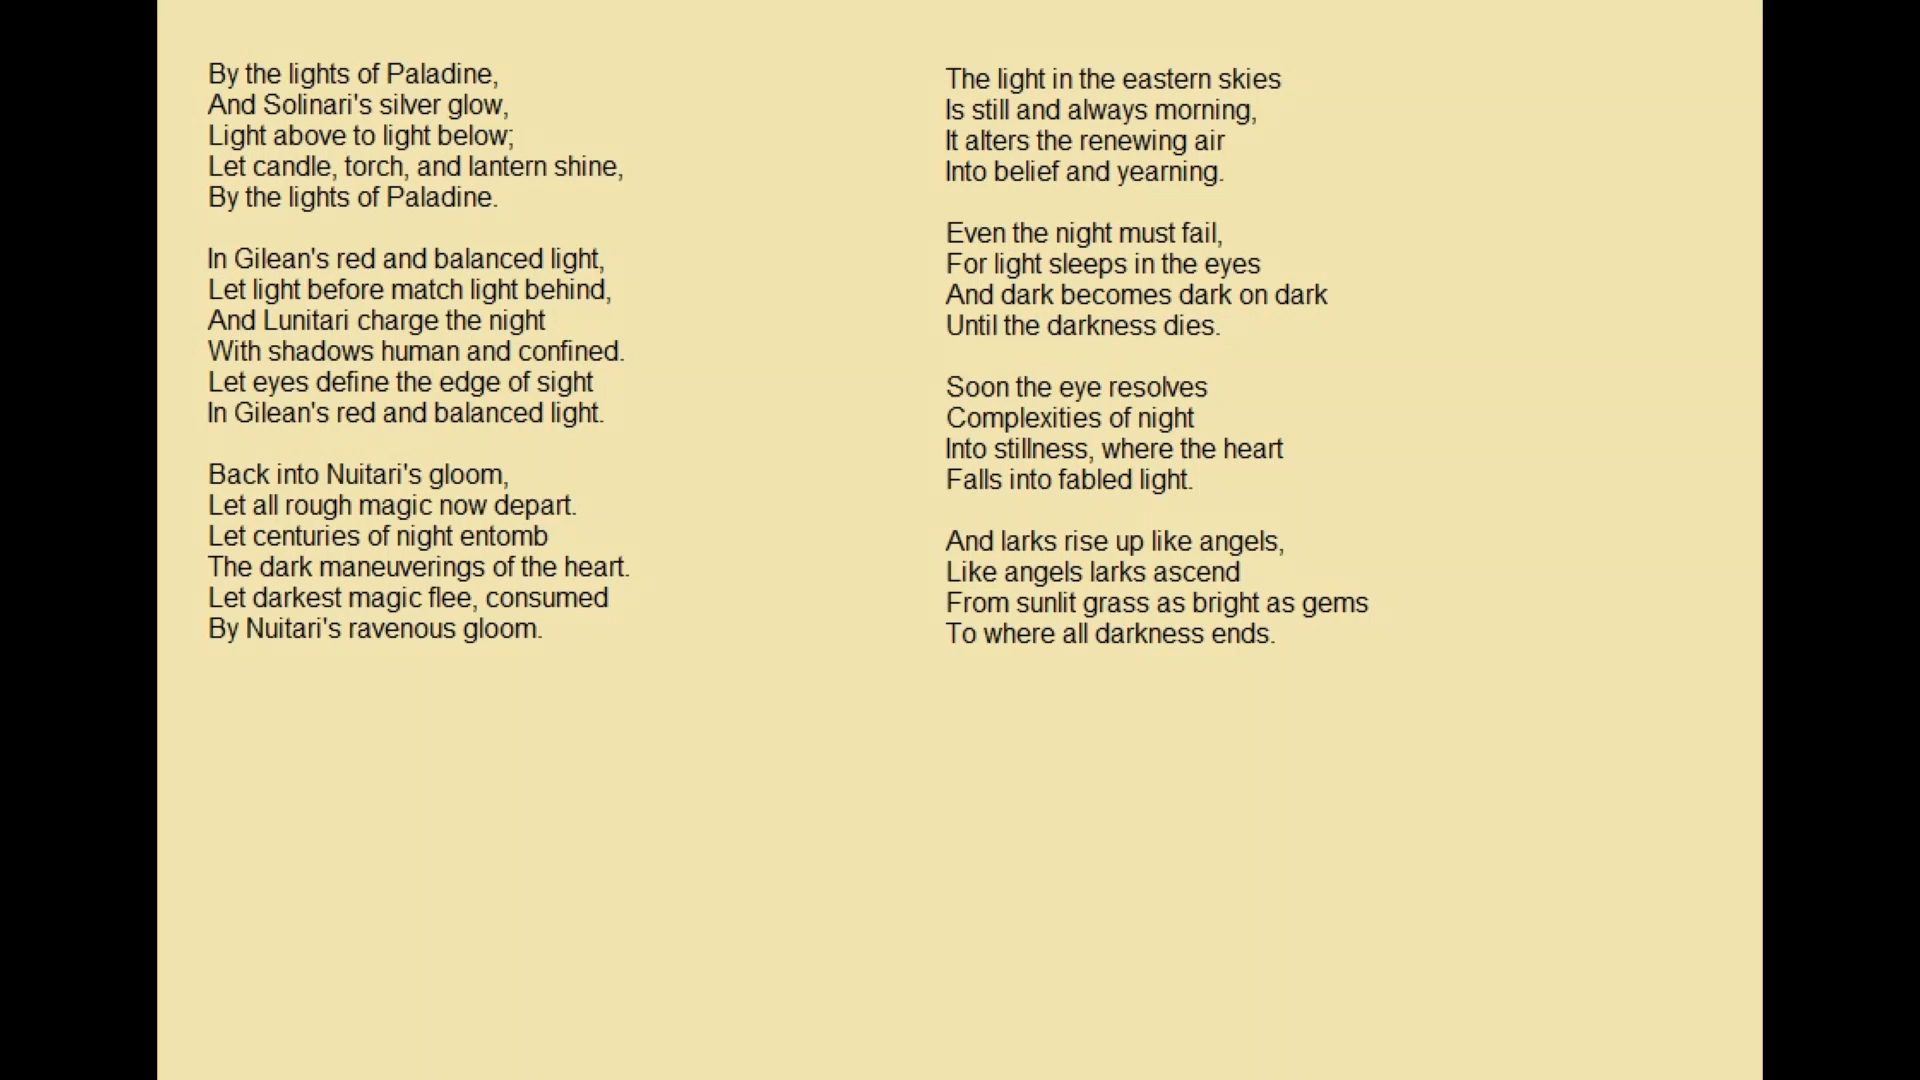 By the lights of Paladine,
And Solinari's silver glow,
Light above to light below;
Let candle, torch, and lantern shine,
By the lights of Paladine.

In Gilean's red and balanced light,
Let light before match light behind,
And Lunitari charge the night
With shadows human and confined.
Let eyes define the edge of sight
In Gilean's red and balanced light.

Back into Nuitari's gloom,
Let all rough magic now depart.
Let centuries of night entomb
The dark maneuverings of the heart.
Let darkest magic flee, consumed
By Nuitari's ravenous gloom.

The light in the eastern skies
Is still and always morning,
It alters the renewing air
Into belief and yearning.

Even the night must fail,
For light sleeps in the eyes
And dark becomes dark on dark
Until the darkness dies.

Soon the eye resolves
Complexities of night
Into stillness, where the heart
Falls into fabled light.

And larks rise up like angels,
Like angels larks ascend
From sunlit grass as bright as gems
To where all darkness ends.